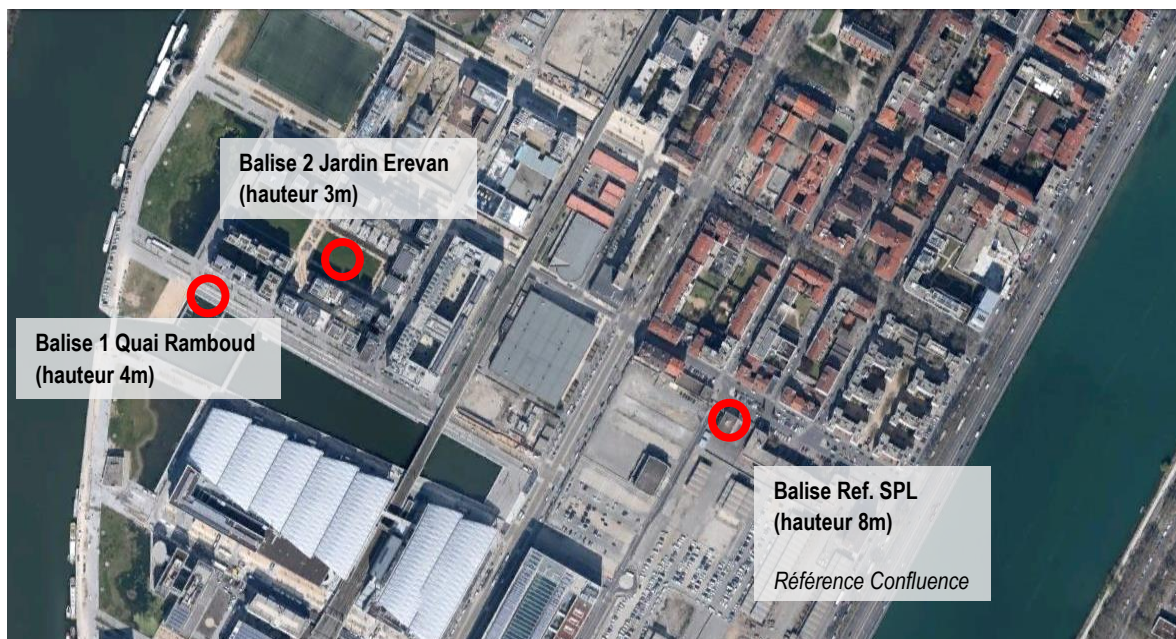 Balise 2 Jardin Erevan
(hauteur 3m)
Balise 1 Quai Ramboud
(hauteur 4m)
Balise Ref. SPL
(hauteur 8m)
Référence Confluence